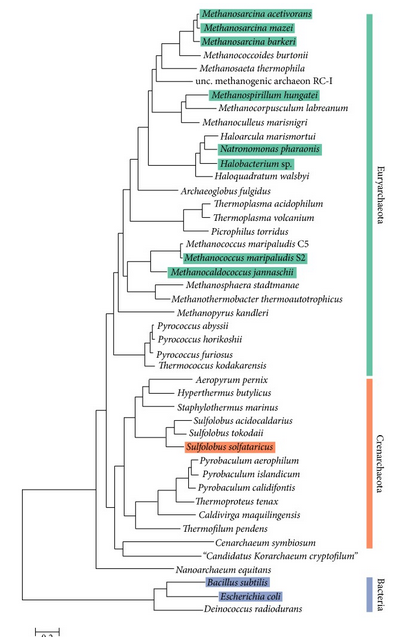 Methanosarcina acetivorans
Methanosarcina mazei
Methanosarcina barkeri
Methanococcoides burtonii
Methanosaeta thermophila
unc. methanogenic archaeon RC-I
Methanospirillum hungatei
Methanocorpusculum labreanum
Methanoculleus marisnigri
Haloarcula marismortui
Natronomonas pharaonis
Halobacterium sp.
Haloquadratum walsbyi
Archaeoglobus fulgidus
Thermoplasma acidophilum
Thermoplasma volcanium
Picrophilus torridus
Methanococcus maripaludis C5
Methanococcus maripaludis S2
Methanocaldococcus jannaschii
Methanosphaera stadtmanae
Methanothermobacter thermoautotrophicus
Methanopyrus kandleri
Pyrococcus abyssii
Pyrococcus horikoshii
Pyrococcus furiosus
Thermococcus kodakarensis
Euryarchaeota
Aeropyrum pernix
Hyperthermus butylicus
Staphylothermus marinus
Sulfolobus acidocaldarius
Sulfolobus tokodaii
Sulfolobus solfataricus
Pyrobaculum aerophilum
Pyrobaculum islandicum
Pyrobaculum calidifontis
Thermoproteus tenax
Caldivirga maquilingensis
Thermofilum pendens
Cenarchaeum symbiosum
"Candidatus Korarchaeum cryptofilum"
Crenarchaeota
Nanoarchaeum equitans
Bacillus subtilis
Escherichia coli
Deinococcus radiodurans
Bacteria